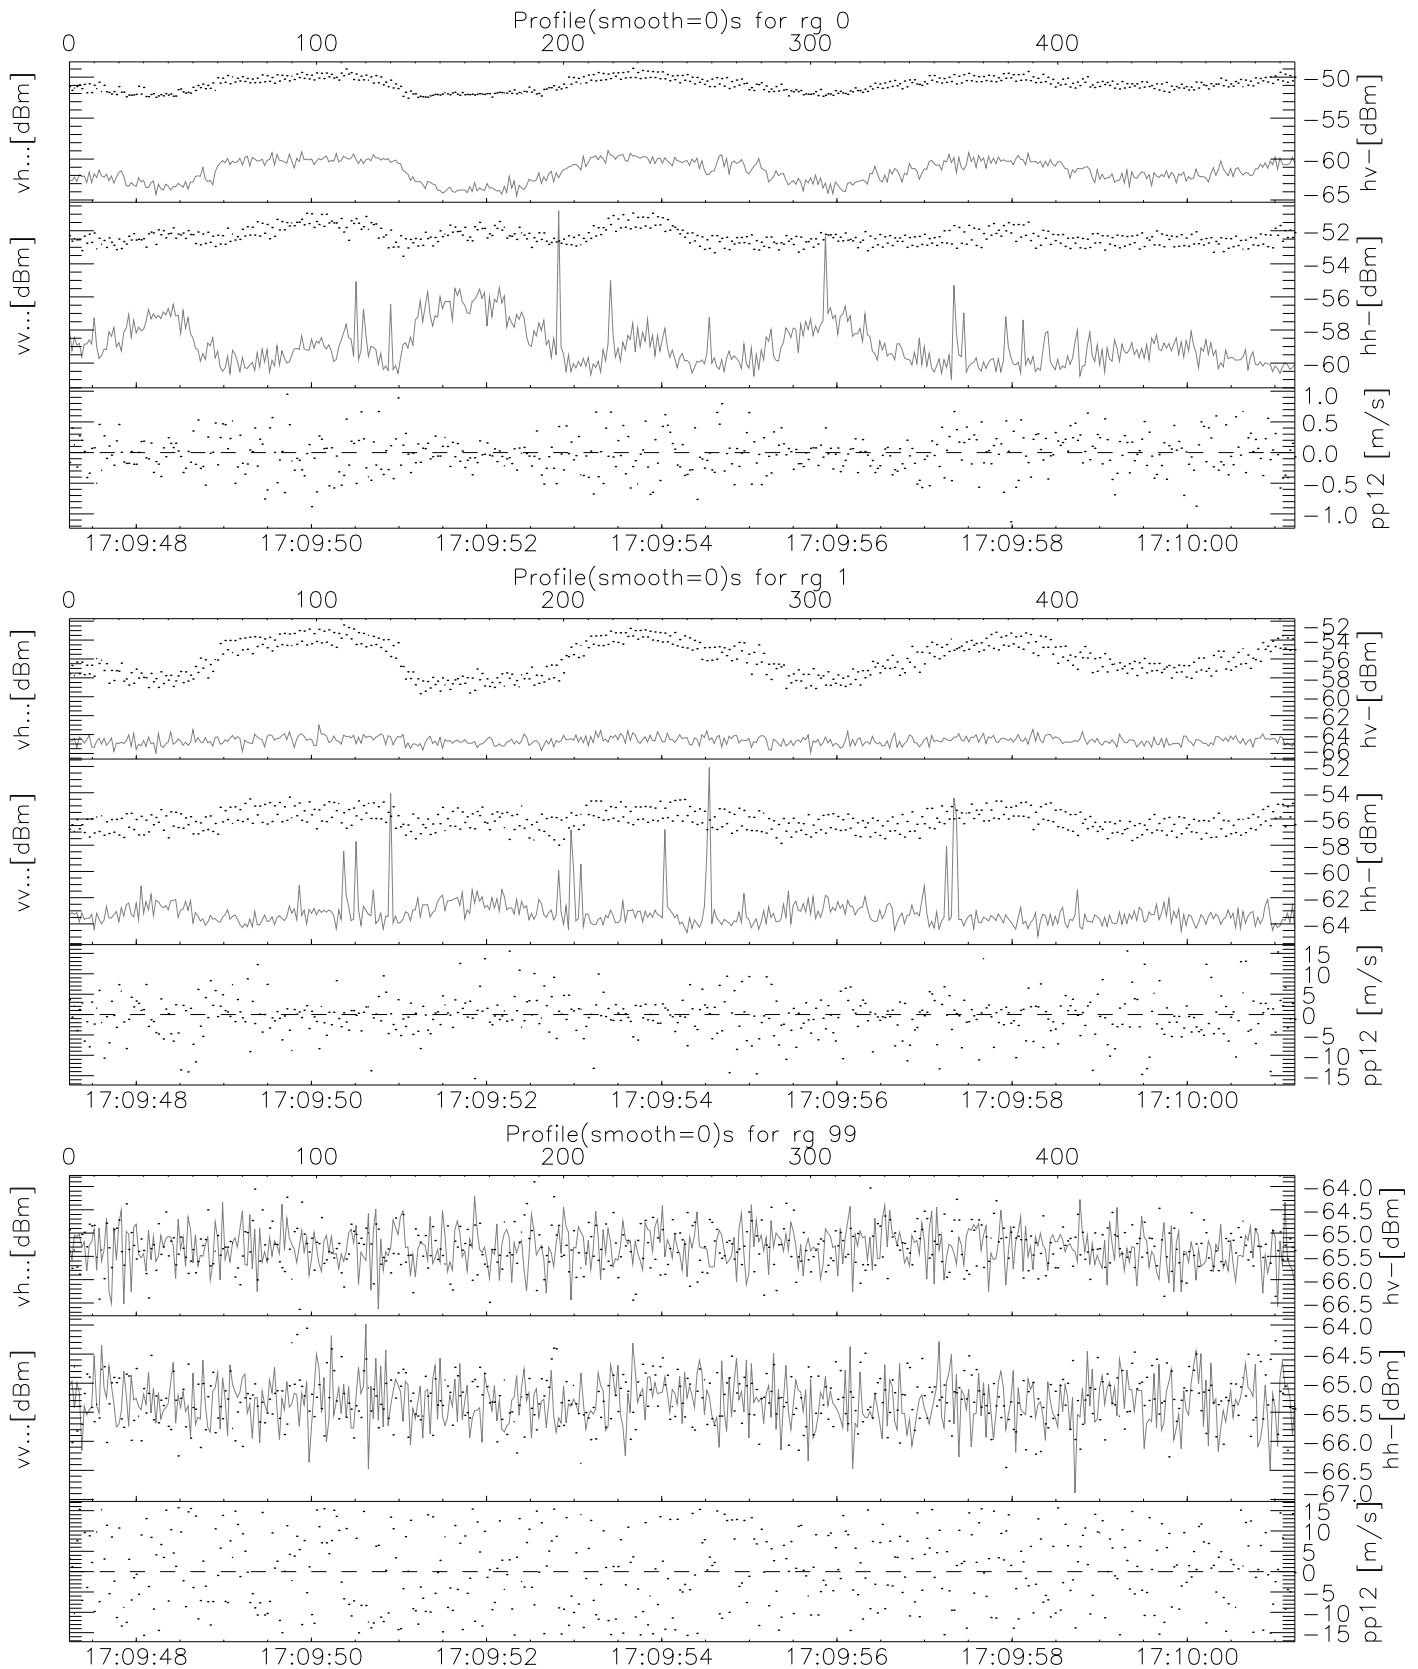 Profile(smooth=0)s for rg 0
0 100 200 300 400
vh...[dBm]
-50
-55
-60
-65
hv-[dBm]
vv...[dBm]
-52
-54
-56
-58
-60
hh-[dBm]
1.0
0.5
0.0
-0.5
-1.0
pp12 [m/s]
17:09:48 17:09:50 17:09:52 17:09:54 17:09:56 17:09:58 17:10:00
Profile(smooth=0)s for rg 1
0 100 200 300 400
vh...[dBm]
-52
-54
-56
-58
-60
-62
-64
-66
hv-[dBm]
vv...[dBm]
-52
-54
-56
-58
-60
-62
-64
hh-[dBm]
15
10
5
0
-5
-10
-15
pp12 [m/s]
17:09:48 17:09:50 17:09:52 17:09:54 17:09:56 17:09:58 17:10:00
Profile(smooth=0)s for rg 99
0 100 200 300 400
vh...[dBm]
-64.0
-64.5
-65.0
-65.5
-66.0
-66.5
hv-[dBm]
vv...[dBm]
-64.0
-64.5
-65.0
-65.5
-66.0
-66.5
-67.0
hh-[dBm]
15
10
5
0
-5
-10
-15
pp12 [m/s]
17:09:48 17:09:50 17:09:52 17:09:54 17:09:56 17:09:58 17:10:00